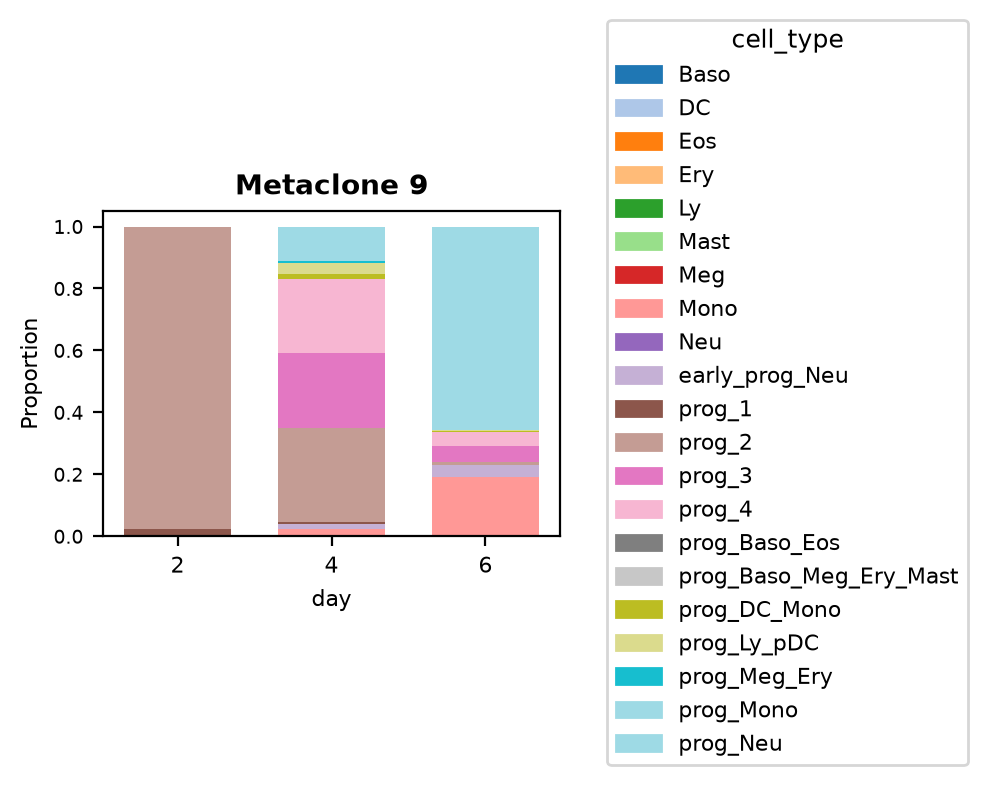 Metaclone 9
Proportion
1.0
0.8
0.6
0.4
0.2
0.0
2 4 6
day
cell_type
Baso
DC
Eos
Ery
Ly
Mast
Meg
Mono
Neu
early_prog_Neu
prog_1
prog_2
prog_3
prog_4
prog_Baso_Eos
prog_Baso_Meg_Ery_Mast
prog_DC_Mono
prog_Ly_pDC
prog_Meg_Ery
prog_Mono
prog_Neu